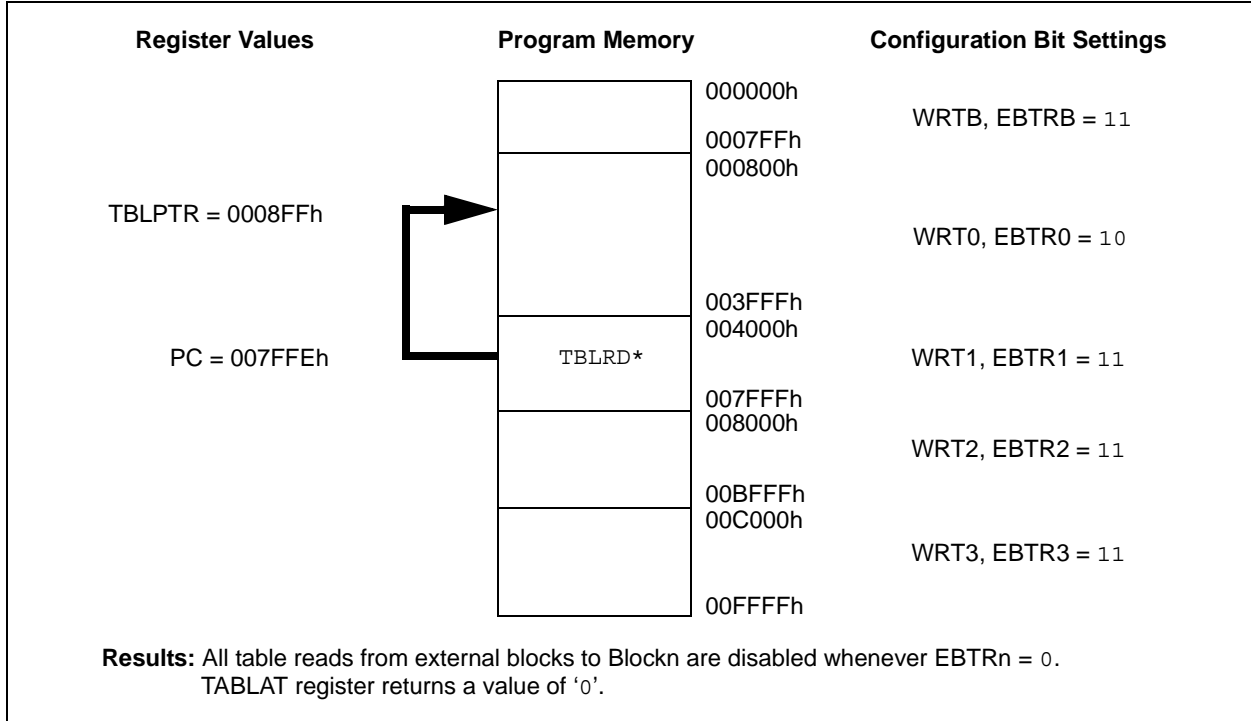 Register Values Program Memory Configuration Bit Settings
000000h
WRTB, EBTRB = 11
0007FFh
000800h
TBLPTR = 0008FFh
WRT0, EBTR0 = 10
003FFFh
004000h
PC = 007FFEh TBLRD* WRT1, EBTR1 = 11
007FFFh
008000h
WRT2, EBTR2 = 11
00BFFFh
00C000h
WRT3, EBTR3 = 11
00FFFFh
Results: All table reads from external blocks to Blockn are disabled whenever EBTRn = 0.
TABLAT register returns a value of ‘0’.